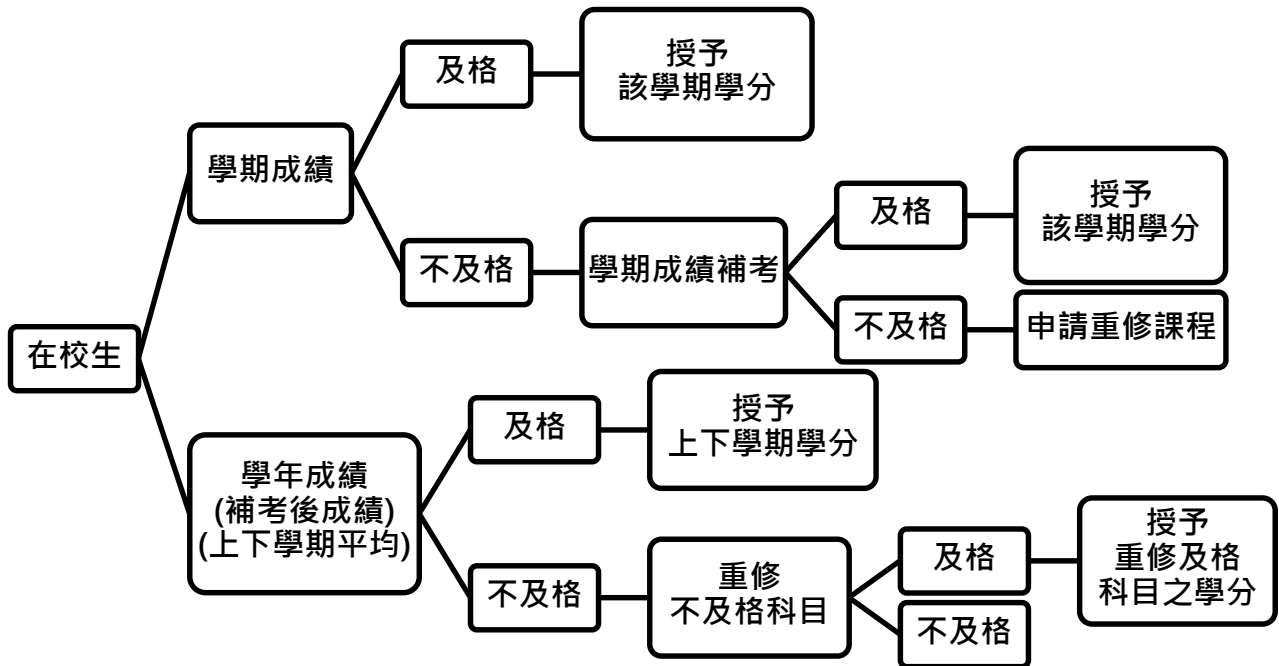 在校生
學期成績
及格
授予
該學期學分
不及格
學期成績補考
及格
授予
該學期學分
不及格
申請重修課程
學年成績
(補考後成績)
(上下學期平均)
及格
授予
上下學期學分
不及格
重修
不及格科目
及格
授予
重修及格
科目之學分
不及格